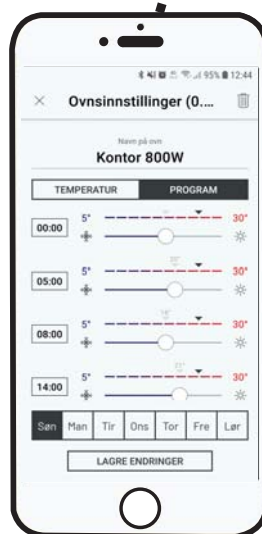 95% 12:44
Ovnsinnstillinger (0....
Navn på ovn
Kontor 800W
TEMPERATUR PROGRAM
00:00 5° 30°
05:00 5° 30°
08:00 5° 30°
14:00 5° 30°
Søn Man Tir Ons Tor Fre Lør
LAGRE ENDRINGER